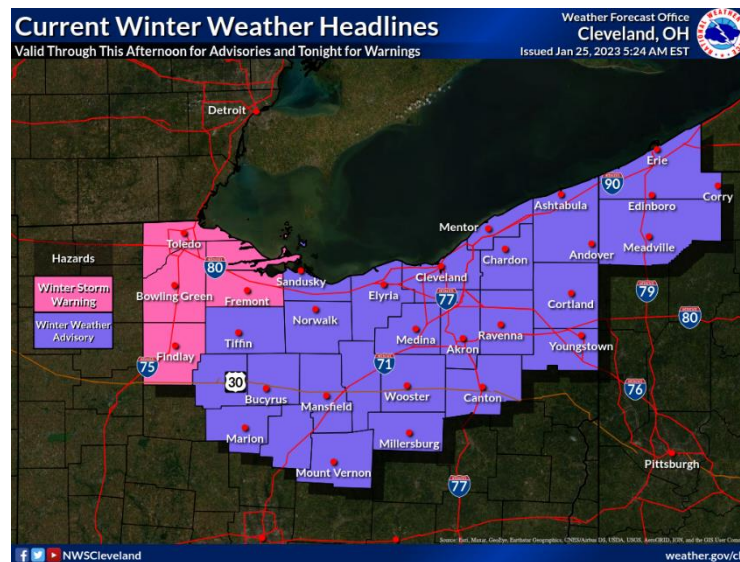 Current Winter Weather Headlines
Valid Through This Afternoon for Advisories and Tonight for Warnings
Weather Forecast Office
Cleveland, OH
Issued Jan 25, 2023 5:24 AM EST
Detroit
Erie
90
Corry
Ashtabula
Edinboro
Mentor
Toledo
Andover
Meadville
Chardon
Hazards
80
Sandusky
Cleveland
Winter Storm
Warning
Bowling Green
Fremont
Elyria
77
Cortland
79
Norwalk
80
Winter Weather
Advisory
Tiffin
Medina
Ravenna
Akron
Youngstown
Findlay
75
71
30
Bucyrus
Mansfield
Wooster
Canton
76
Marion
Millersburg
Mount Vernon
Pittsburgh
77
NWSCleveland
weather.gov/cl